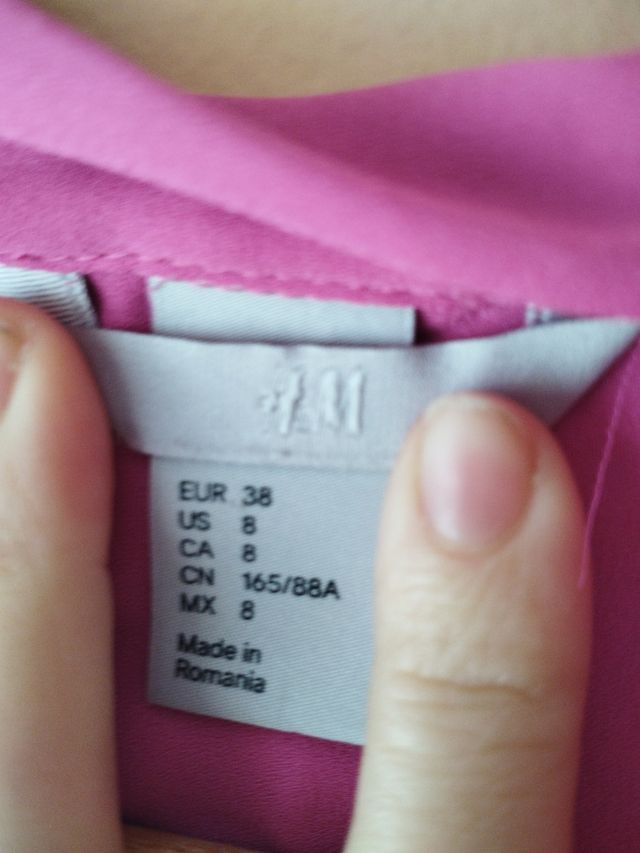 H&M
EUR 38
US 8
CA 8
CN 165/88A
MX 8
Made in
Romania